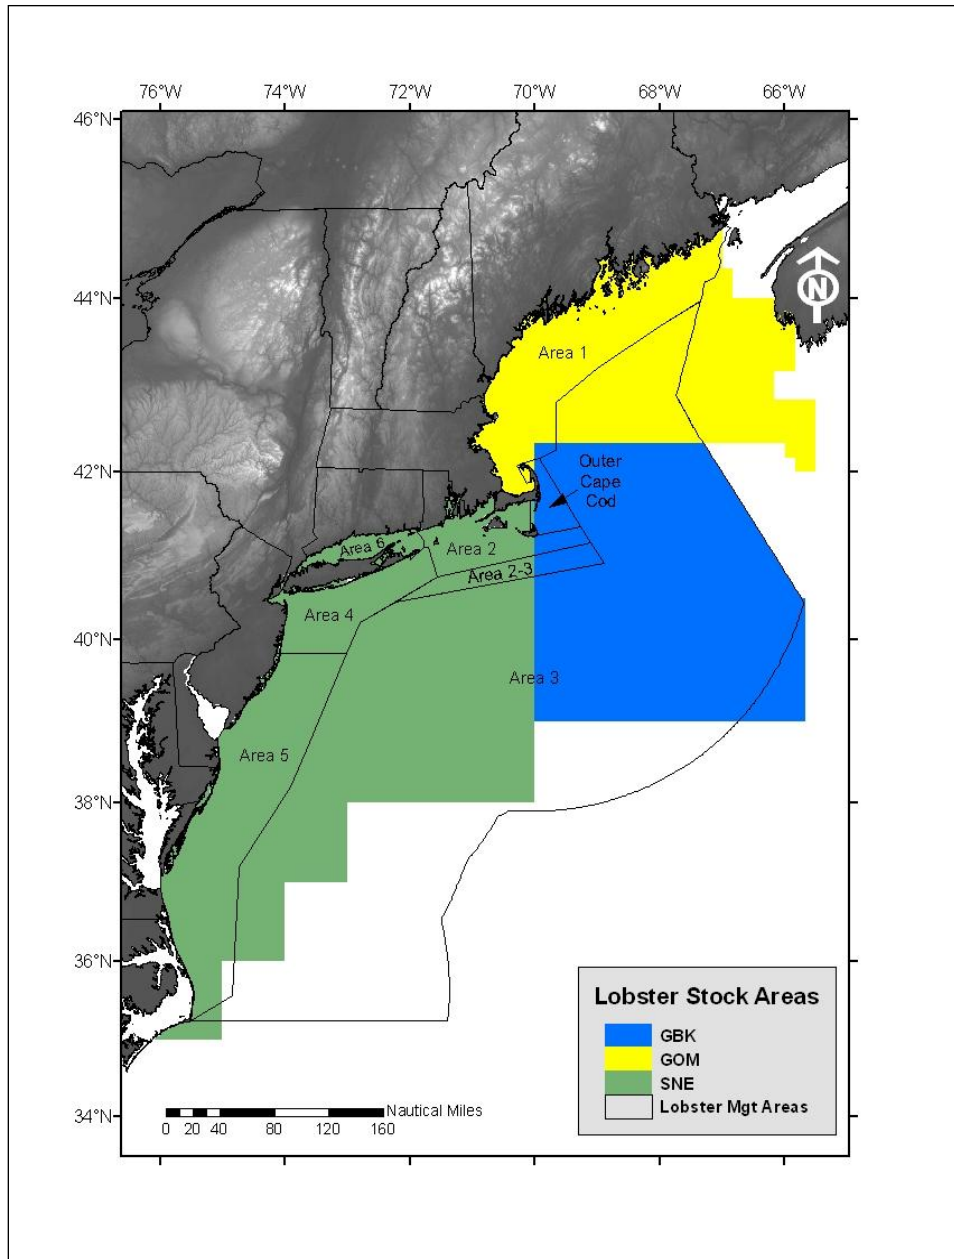 76°W 74°W 72°W 70°W 68°W 66°W
46°N
44°N
N
Area 1
42°N
Outer
Cape
Cod
Area 6
Area 2
Area 2-3
Area 4
40°N
Area 3
Area 5
38°N
36°N
Lobster Stock Areas
GBK
GOM
SNE
Lobster Mgt Areas
Nautical Miles
0 20 40 80 120 160
34°N